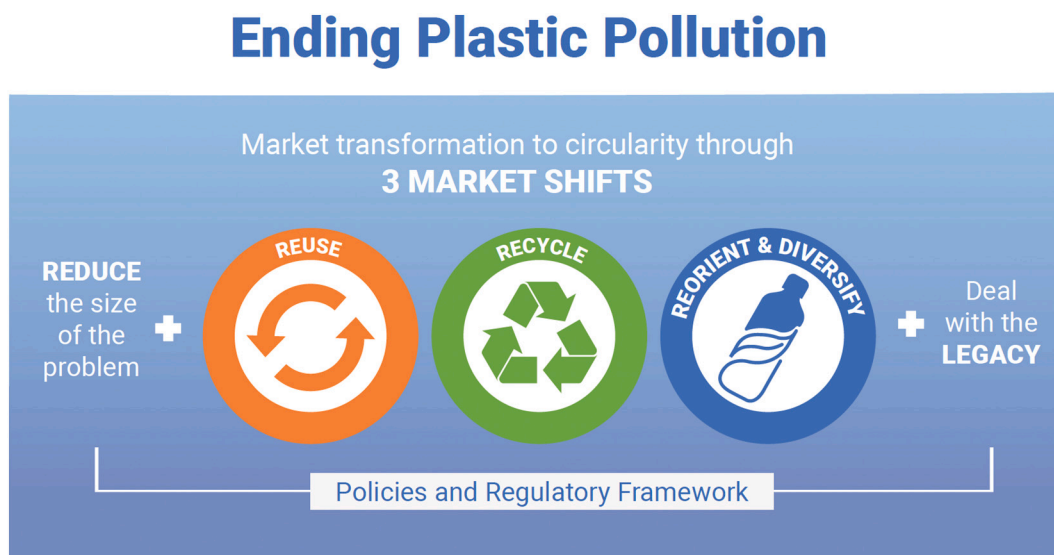 Ending Plastic Pollution
Market transformation to circularity through
3 MARKET SHIFTS
REDUCE
the size
of the
problem
REUSE
RECYCLE
REORIENT & DIVERSIFY
Deal
with the
LEGACY
Policies and Regulatory Framework